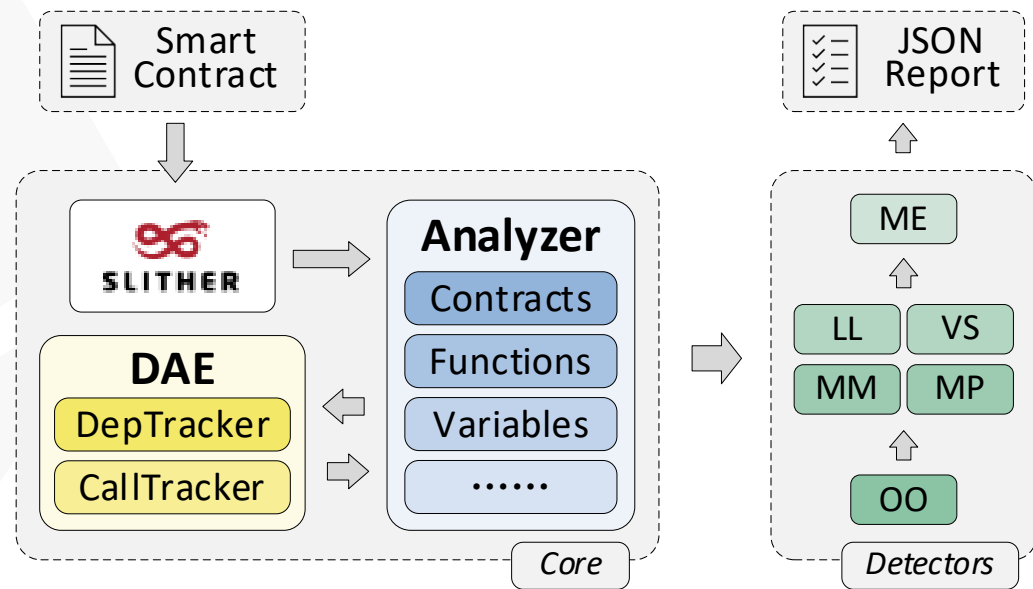 Smart
Contract
JSON
Report
SLITHER
Analyzer
Contracts
Functions
Variables
......
DAE
DepTracker
CallTracker
Core
ME
LL
VS
MM
MP
OO
Detectors